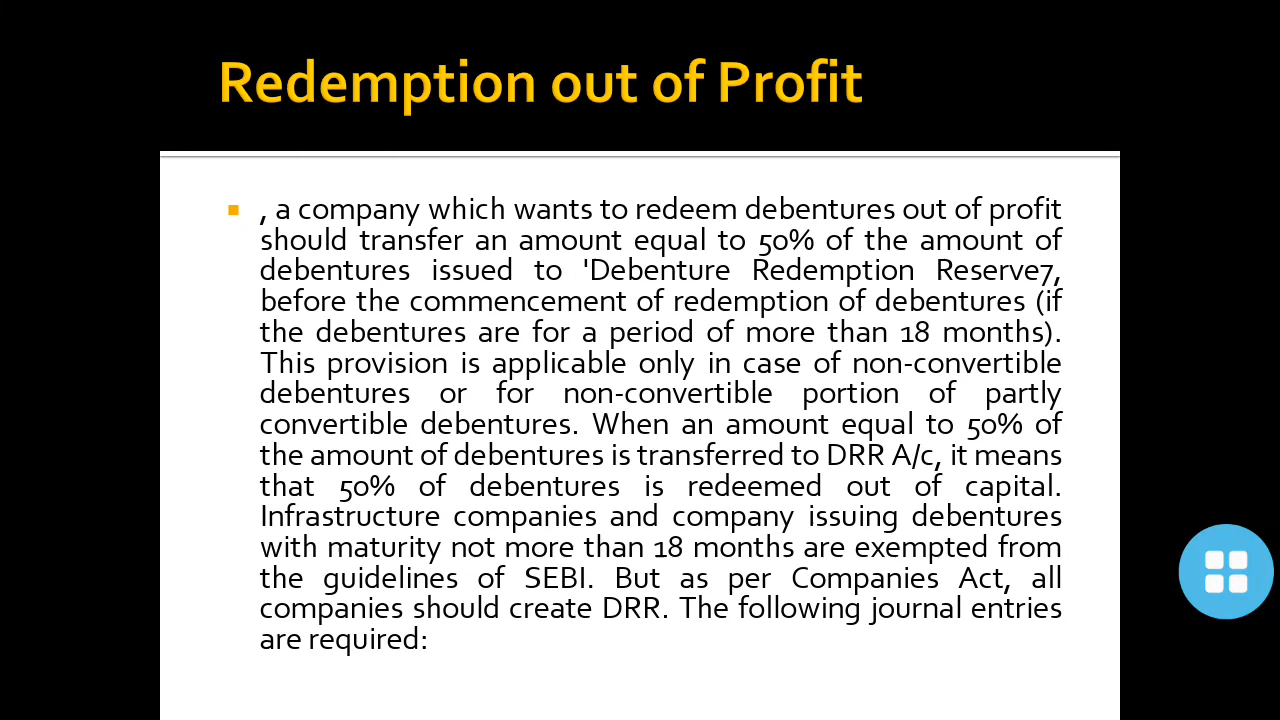 Redemption out of Profit
, a company which wants to redeem debentures out of profit
should transfer an amount equal to 50% of the amount of
debentures issued to 'Debenture Redemption Reserve7,
before the commencement of redemption of debentures (if
the debentures are for a period of more than 18 months).
This provision is applicable only in case of non-convertible
debentures or for non-convertible portion of partly
convertible debentures. When an amount equal to 50% of
the amount of debentures is transferred to DRR A/c, it means
that 50% of debentures is redeemed out of capital.
Infrastructure companies and company issuing debentures
with maturity not more than 18 months are exempted from
the guidelines of SEBI. But as per Companies Act, all
companies should create DRR. The following journal entries
are required: